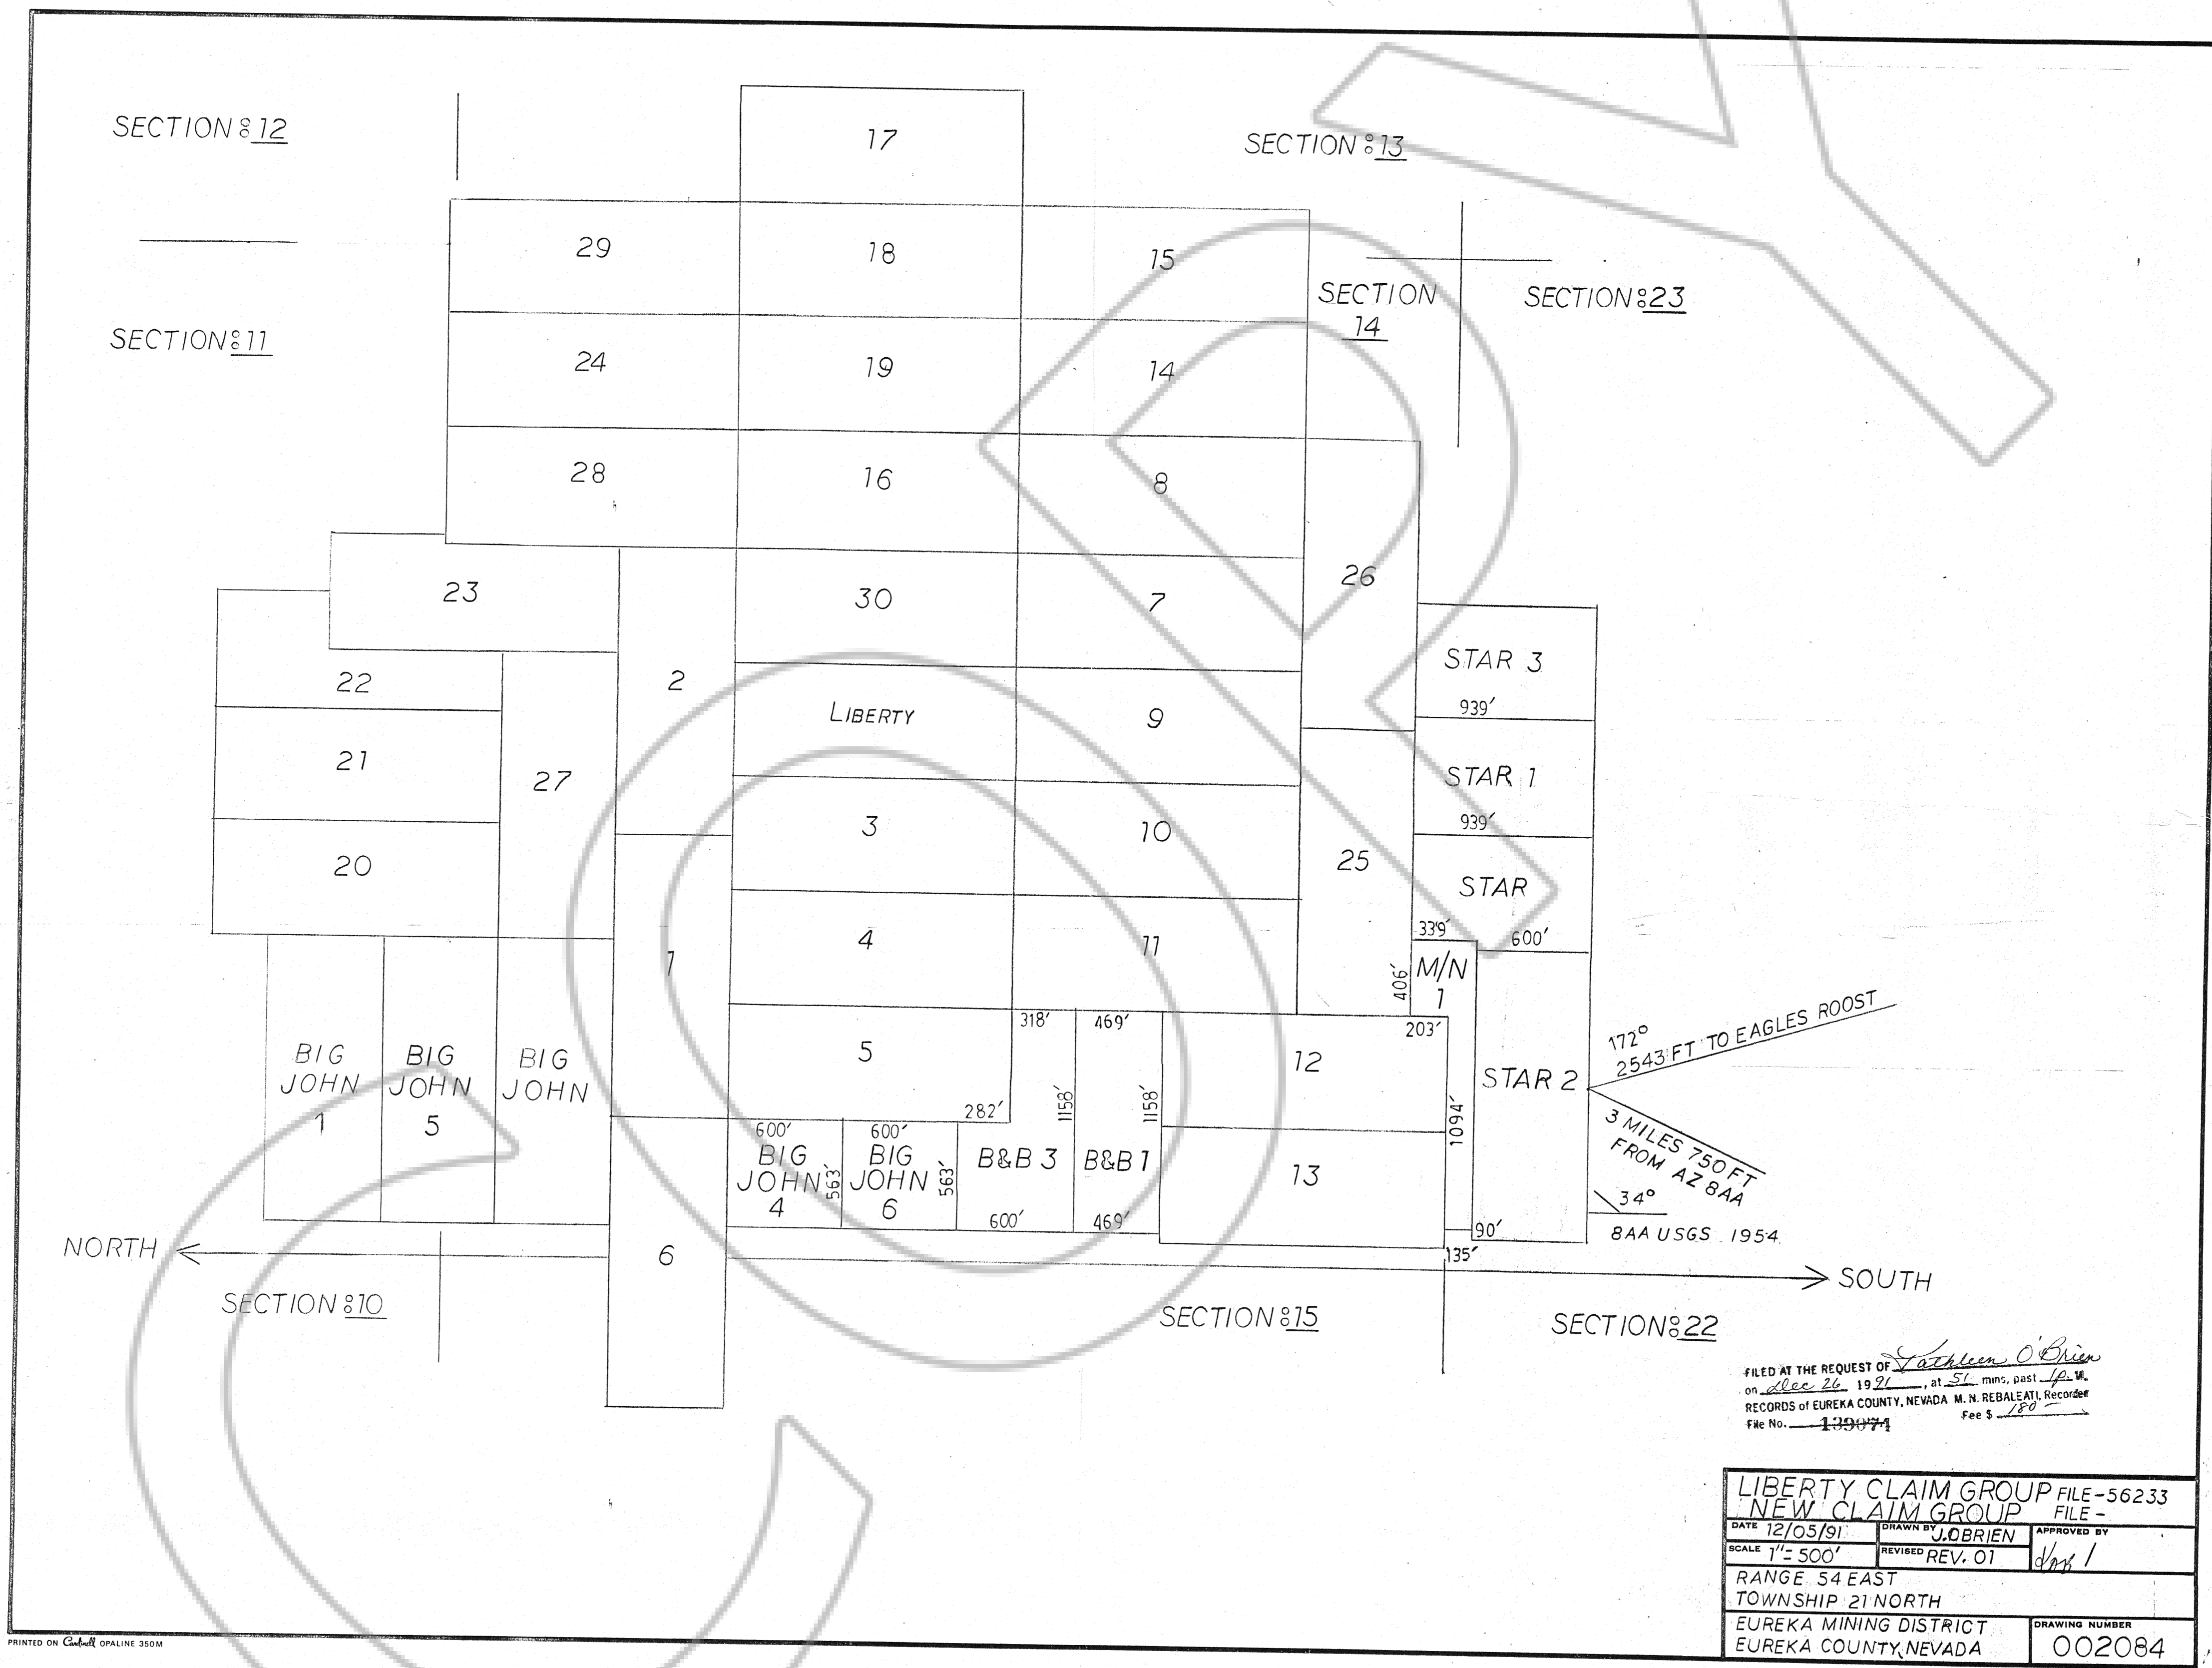 SECTION:12
17
SECTION:13
29
18
15
SECTION
14
SECTION:23
SECTION:11
24
19
14
28
16
8
23
30
7
26
22
2
LIBERTY
9
STAR 3
939'
21
27
3
10
STAR 1
939'
20
25
STAR
1
4
11
339'
600'
406'
M/N
1
BIG
JOHN
1
BIG
JOHN
5
BIG
JOHN
5
318'
469'
203'
12
282'
1158'
1158'
1094'
STAR 2
172°
2543 FT TO EAGLES ROOST
3 MILES 750 FT
FROM AZ 8AA
34°
8AA USGS 1954
600'
BIG
JOHN
4
563'
600'
BIG
JOHN
6
563'
B&B 3
600'
B&B 1
469'
13
90'
135'
NORTH
6
SOUTH
SECTION:10
SECTION:15
SECTION:22
FILED AT THE REQUEST OF Kathleen O'Brien
on Dec 26 1991, at 51 mins, past 1 P. M.
RECORDS of EUREKA COUNTY, NEVADA M. N. REBALEATI, Recorder
File No. 139074 Fee $ 180-
LIBERTY CLAIM GROUP FILE-56233
NEW CLAIM GROUP FILE-
DATE 12/05/91 DRAWN BY J.OBRIEN APPROVED BY
SCALE 1"=500' REVISED REV. 01
RANGE 54 EAST
TOWNSHIP 21 NORTH
EUREKA MINING DISTRICT
EUREKA COUNTY, NEVADA
DRAWING NUMBER
002084
PRINTED ON Cardinell OPALINE 350M
COPY